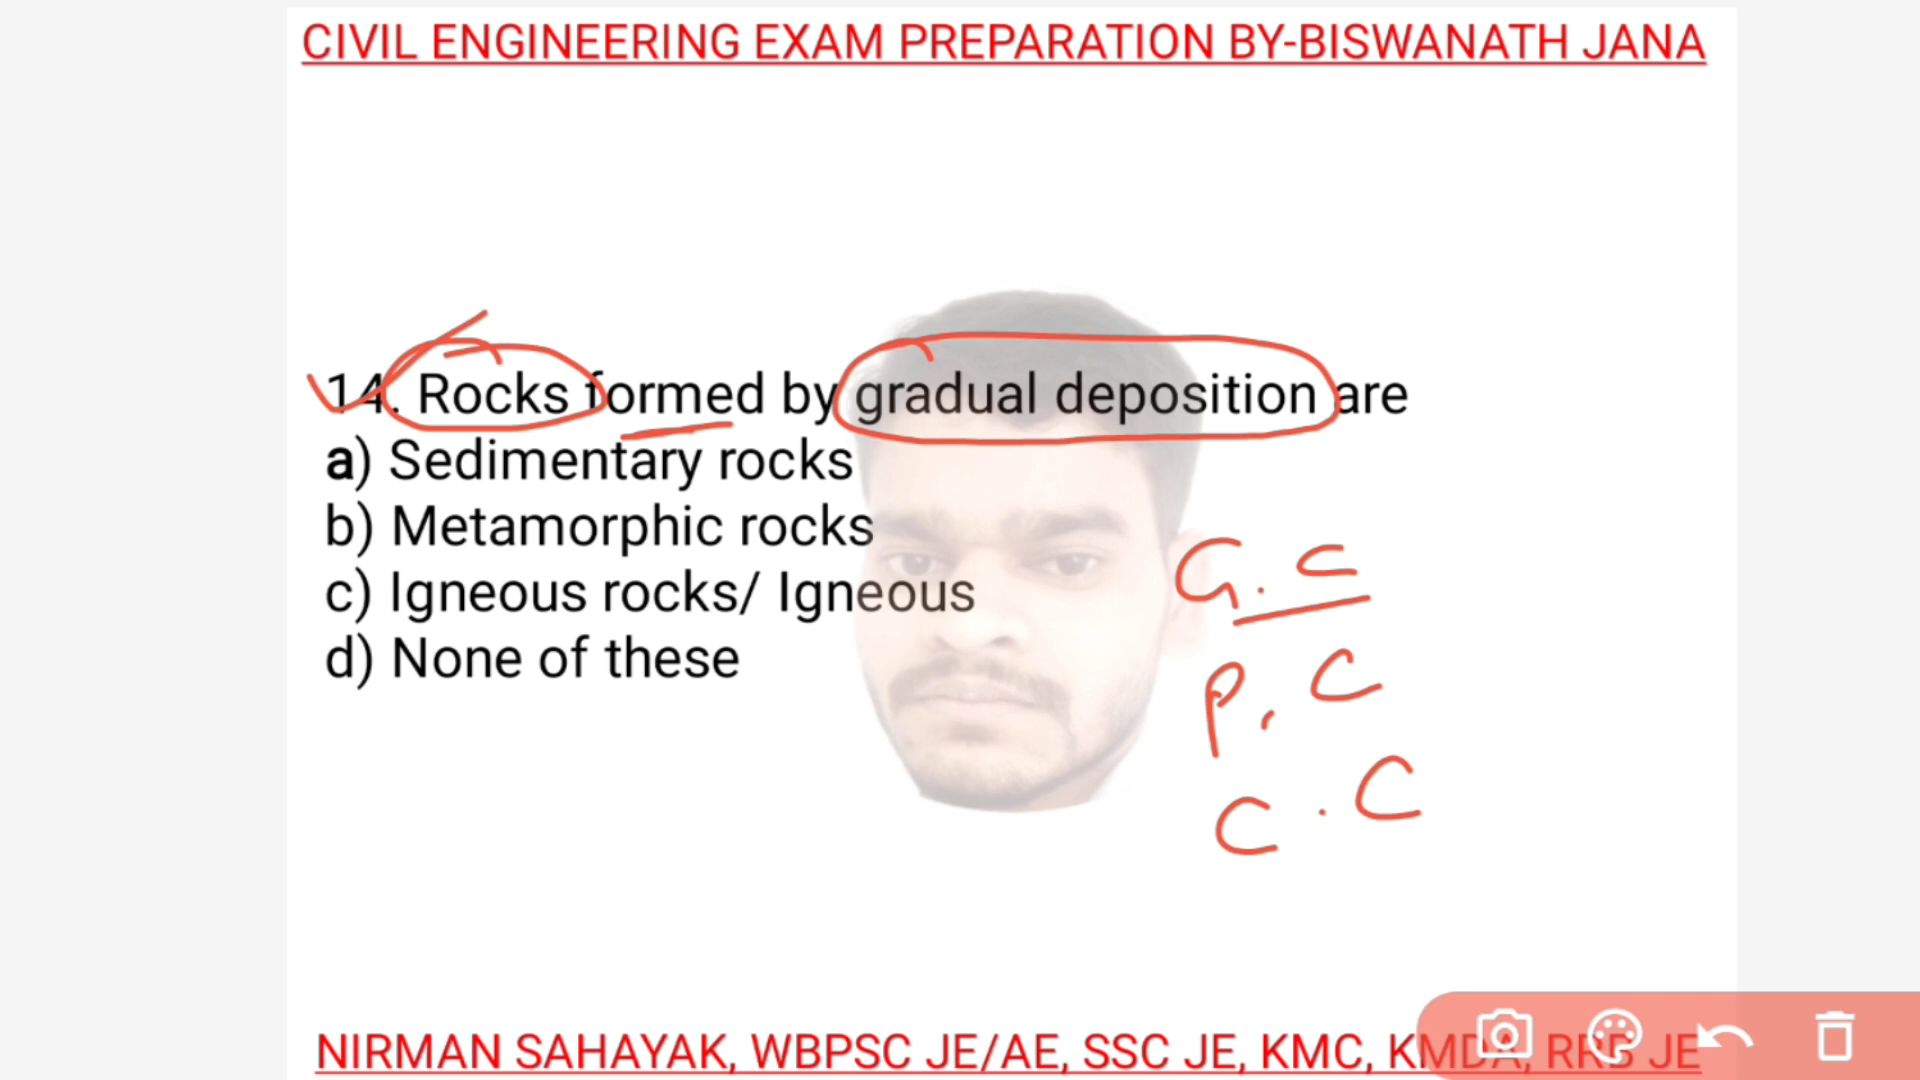 CIVIL ENGINEERING EXAM PREPARATION BY-BISWANATH JANA
14. Rocks formed by gradual deposition are
a) Sedimentary rocks
b) Metamorphic rocks
c) Igneous rocks/ Igneous
d) None of these
G. C
P. C
C. C
NIRMAN SAHAYAK, WBPSC JE/AE, SSC JE, KMC, KMDA, RRB JE